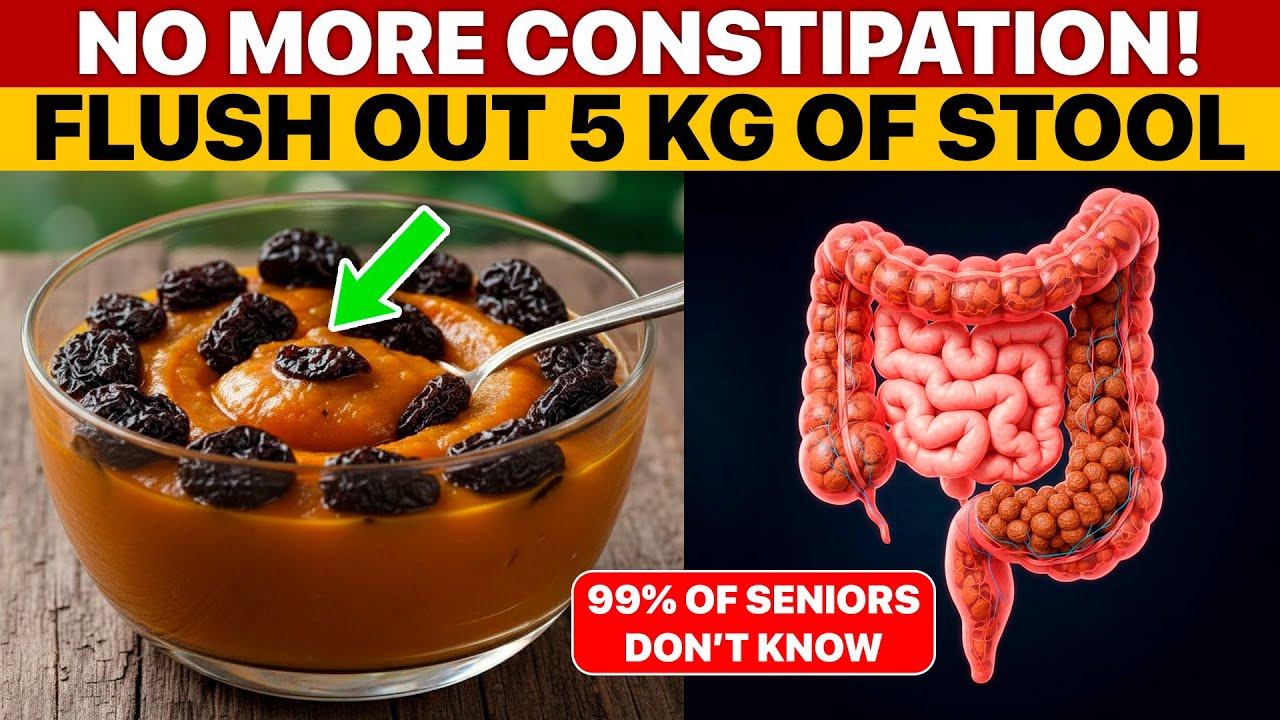 NO MORE CONSTIPATION!
FLUSH OUT 5 KG OF STOOL
99% OF SENIORS
DON'T KNOW